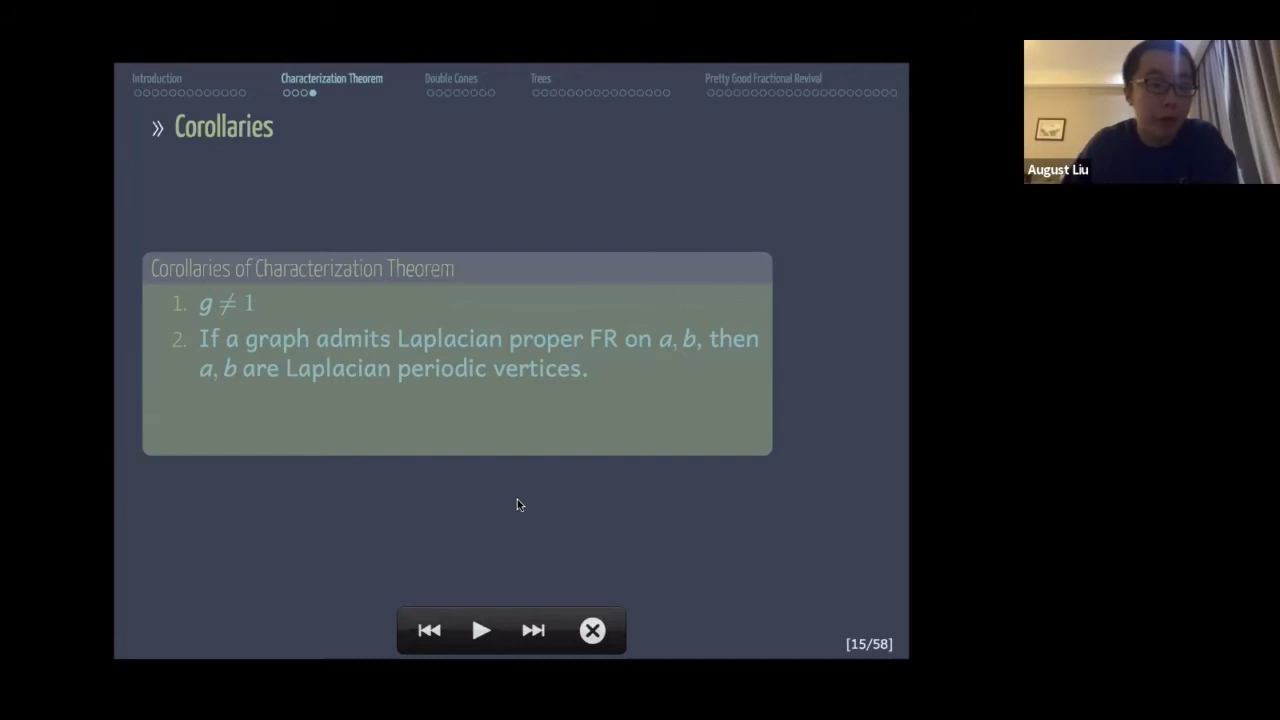 Introduction
Characterization Theorem
Double Cones
Trees
Pretty Good Fractional Revival
» Corollaries
Corollaries of Characterization Theorem
1. g ≠ 1
2. If a graph admits Laplacian proper FR on a, b, then
a, b are Laplacian periodic vertices.
[15/58]
August Liu